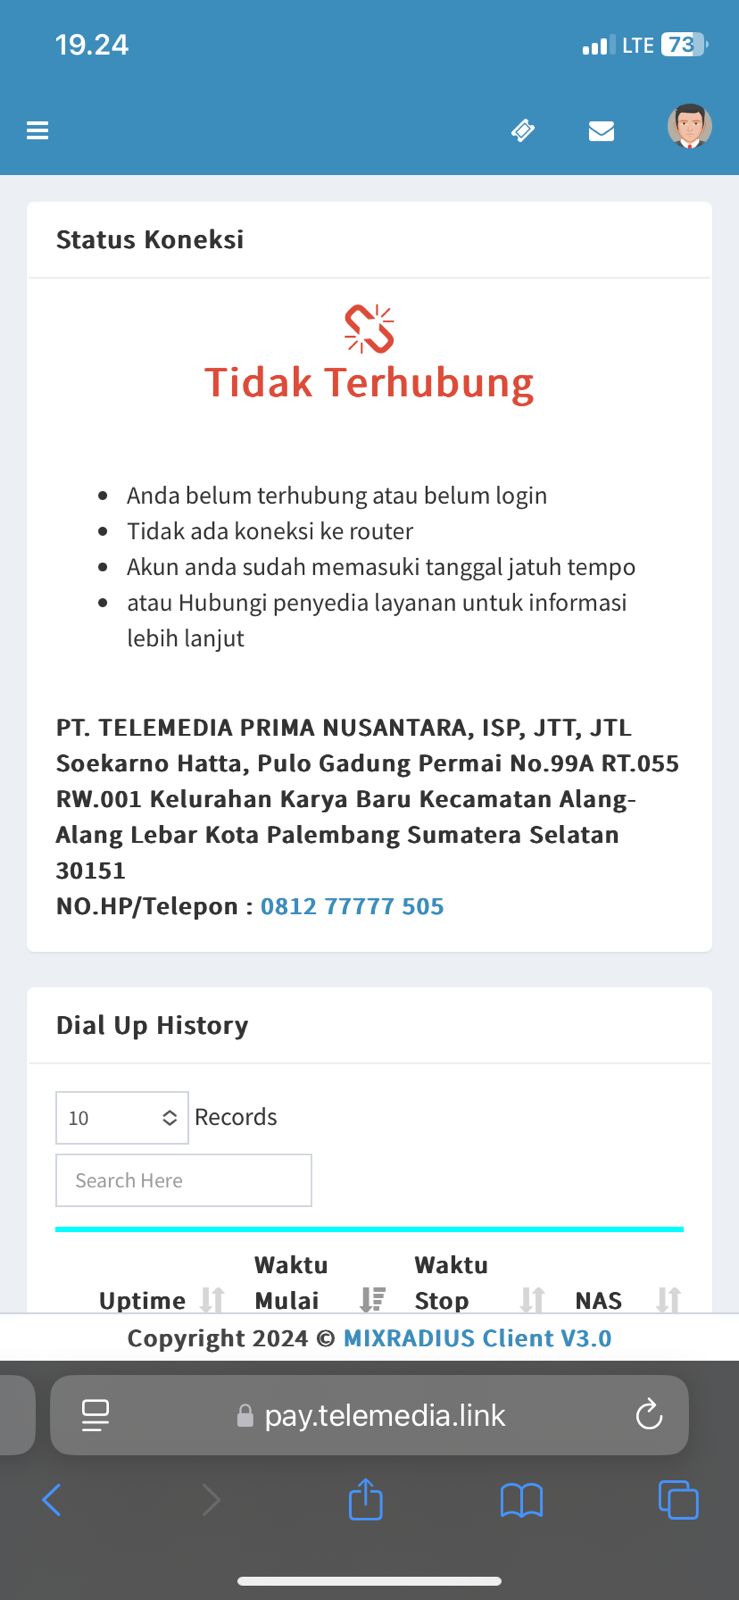 19.24
LTE 73
Status Koneksi
Tidak Terhubung
Anda belum terhubung atau belum login
Tidak ada koneksi ke router
Akun anda sudah memasuki tanggal jatuh tempo
atau Hubungi penyedia layanan untuk informasi
lebih lanjut
PT. TELEMEDIA PRIMA NUSANTARA, ISP, JTT, JTL
Soekarno Hatta, Pulo Gadung Permai No.99A RT.055
RW.001 Kelurahan Karya Baru Kecamatan Alang-
Alang Lebar Kota Palembang Sumatera Selatan
30151
NO.HP/Telepon : 0812 77777 505
Dial Up History
10 Records
Search Here
Uptime
Waktu
Mulai
Waktu
Stop
NAS
Copyright 2024 © MIXRADIUS Client V3.0
pay.telemedia.link